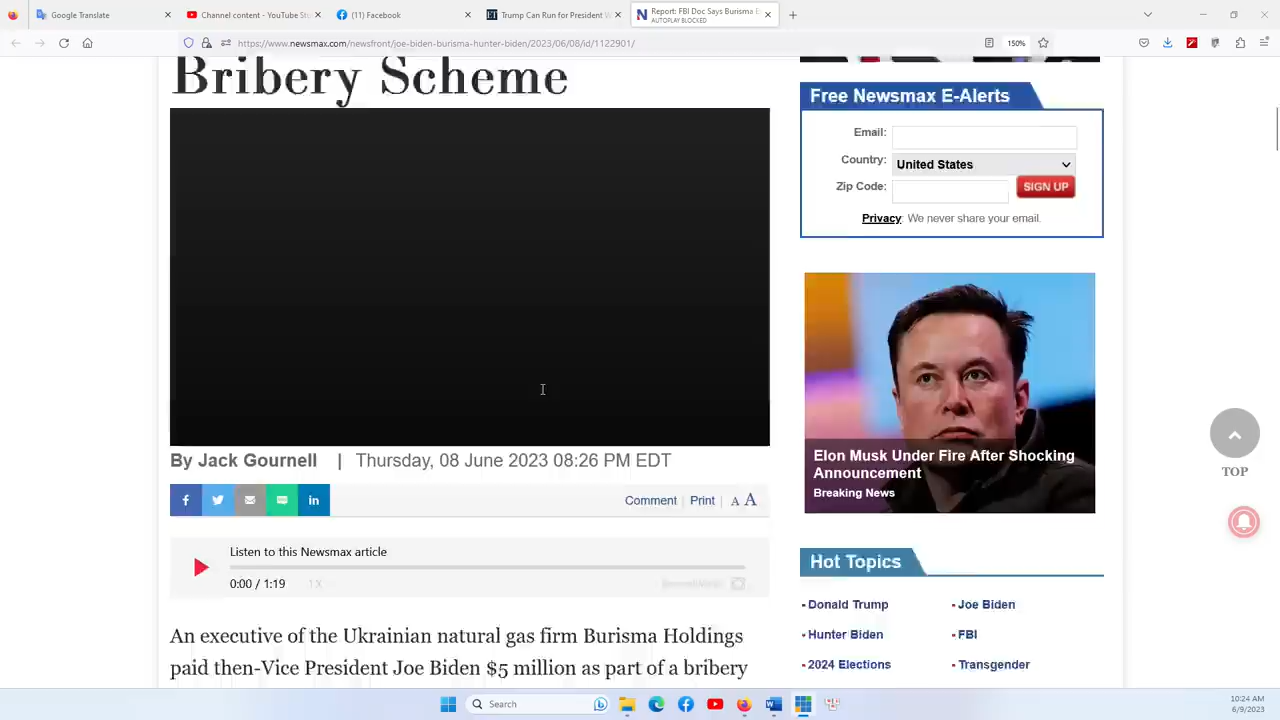 Google Translate
Channel content - YouTube Stu
(11) Facebook
Trump Can Run for President W
Report: FBI Doc Says Burisma E
AUTOPLAY BLOCKED
https://www.newsmax.com/newsfront/joe-biden-burisma-hunter-biden/2023/06/08/id/1122901/
150%
Bribery Scheme
By Jack Gournell | Thursday, 08 June 2023 08:26 PM EDT
Comment | Print | A A
Listen to this Newsmax article
0:00 / 1:19 1X
An executive of the Ukrainian natural gas firm Burisma Holdings
paid then-Vice President Joe Biden $5 million as part of a bribery
Free Newsmax E-Alerts
Email:
Country: United States
Zip Code: SIGN UP
Privacy: We never share your email.
Elon Musk Under Fire After Shocking
Announcement
Breaking News
Hot Topics
Donald Trump
Joe Biden
Hunter Biden
FBI
2024 Elections
Transgender
TOP
Search
10:24 AM
6/9/2023